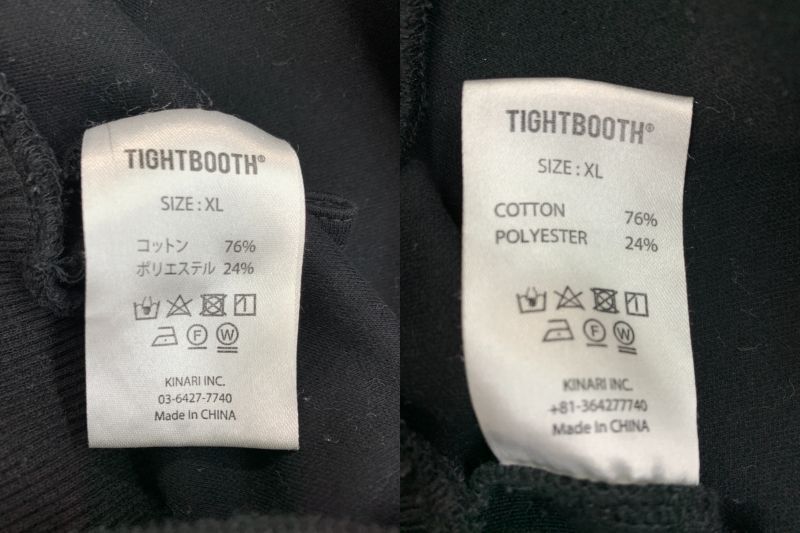 TIGHTBOOTH®
SIZE : XL
コットン 76%
ポリエステル 24%
F W
KINARI INC.
03-6427-7740
Made in CHINA
TIGHTBOOTH®
SIZE : XL
COTTON 76%
POLYESTER 24%
F W
KINARI INC.
+81-364277740
Made in CHINA